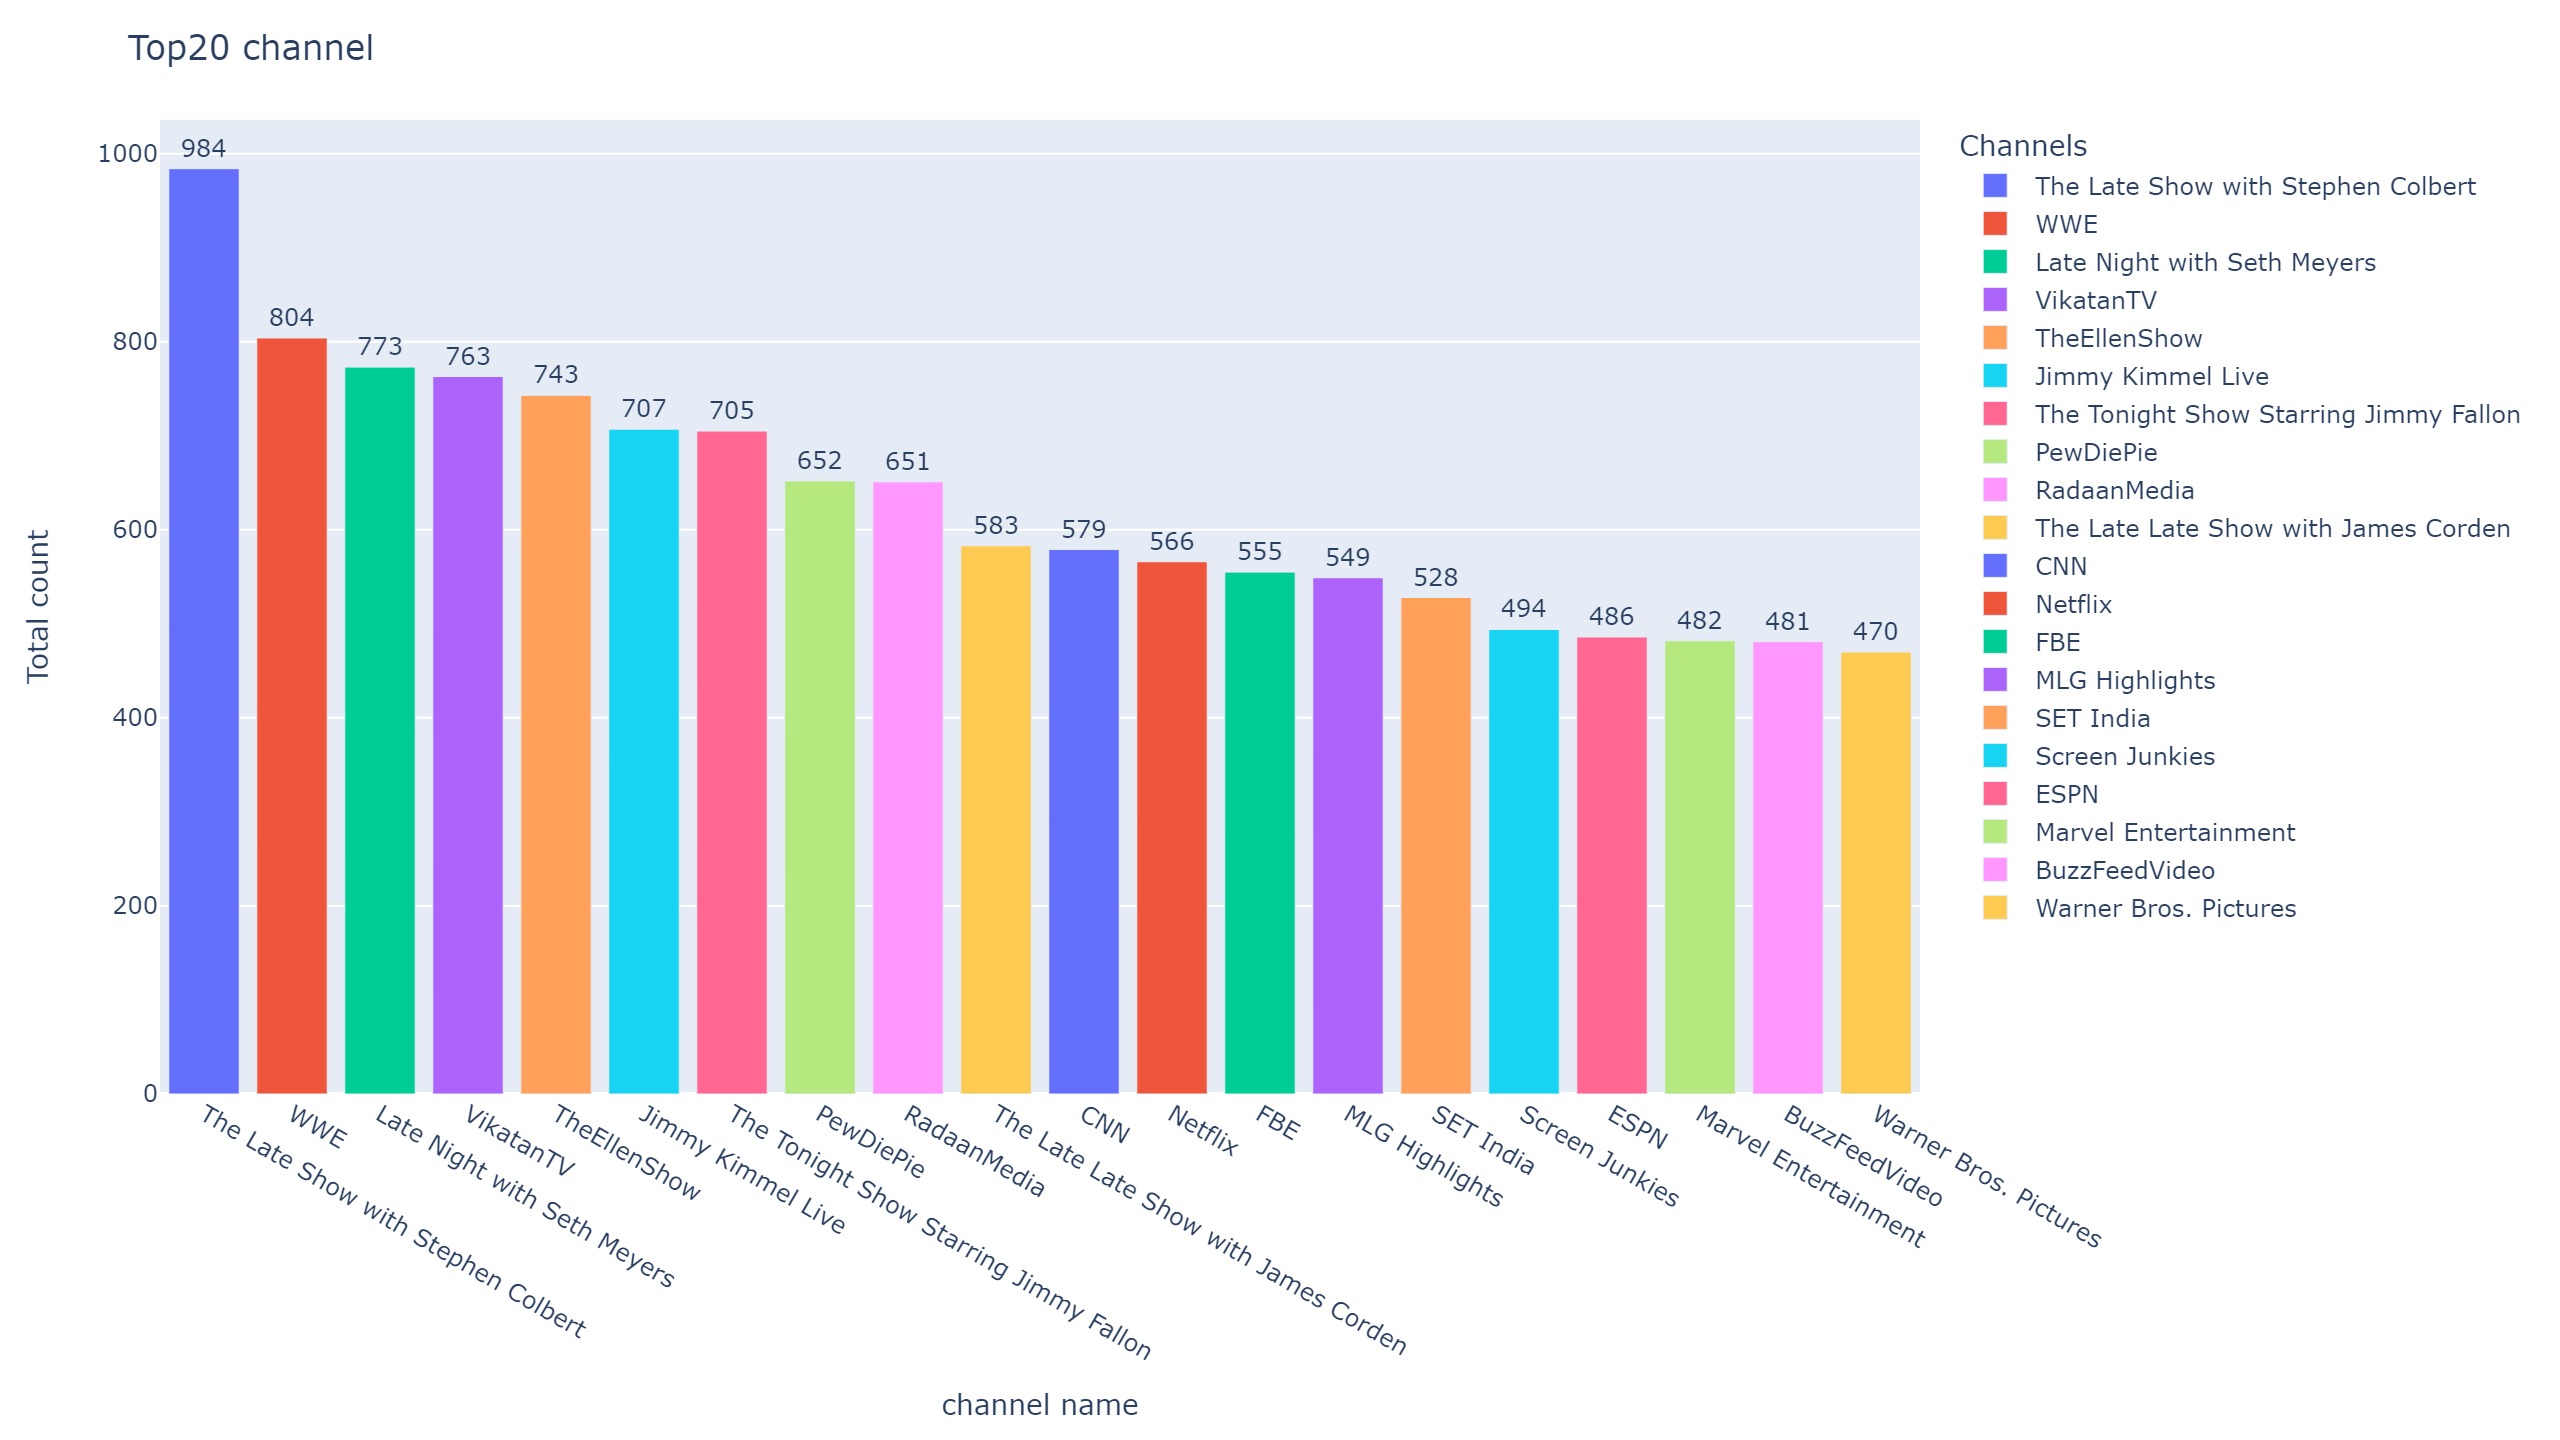 Top20 channel
1000
800
600
400
200
0
Total count
984
804
773
763
743
707
705
652
651
583
579
566
555
549
528
494
486
482
481
470
The Late Show with Stephen Colbert
WWE
Late Night with Seth Meyers
VikatanTV
TheEllenShow
Jimmy Kimmel Live
The Tonight Show Starring Jimmy Fallon
PewDiePie
RadaanMedia
The Late Late Show with James Corden
CNN
Netflix
FBE
MLG Highlights
SET India
Screen Junkies
ESPN
Marvel Entertainment
BuzzFeedVideo
Warner Bros. Pictures
channel name
Channels
The Late Show with Stephen Colbert
WWE
Late Night with Seth Meyers
VikatanTV
TheEllenShow
Jimmy Kimmel Live
The Tonight Show Starring Jimmy Fallon
PewDiePie
RadaanMedia
The Late Late Show with James Corden
CNN
Netflix
FBE
MLG Highlights
SET India
Screen Junkies
ESPN
Marvel Entertainment
BuzzFeedVideo
Warner Bros. Pictures